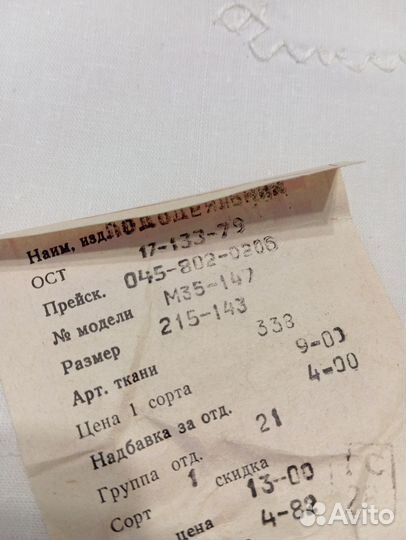 Наим, изд. ПОДОДЕЯЛЬНИК
ОСТ 17-133-79
Прейск. 045-802-0206
№ модели М35-147
Размер 215-143
Арт. ткани 338
Цена 1 сорта 9-00
Надбавка за отд. 4-00
Группа отд. 21
Сорт 1 скидка
цена 13-00
4-82
Avito